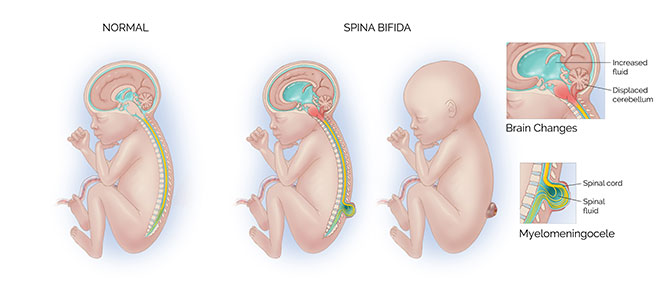 NORMAL
SPINA BIFIDA
Increased
fluid
Displaced
cerebellum
Brain Changes
Spinal cord
Spinal
fluid
Myelomeningocele